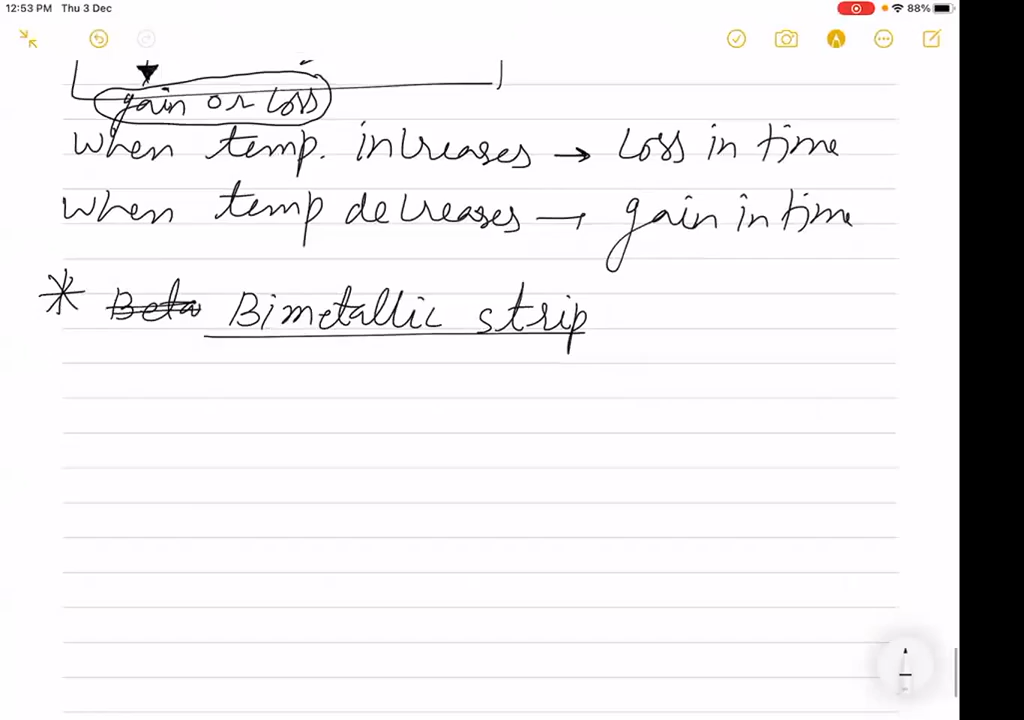 12:53 PM Thu 3 Dec 88%
gain or loss
when temp. increases → Loss in time
when temp decreases → gain in time
* Beta Bimetallic strip